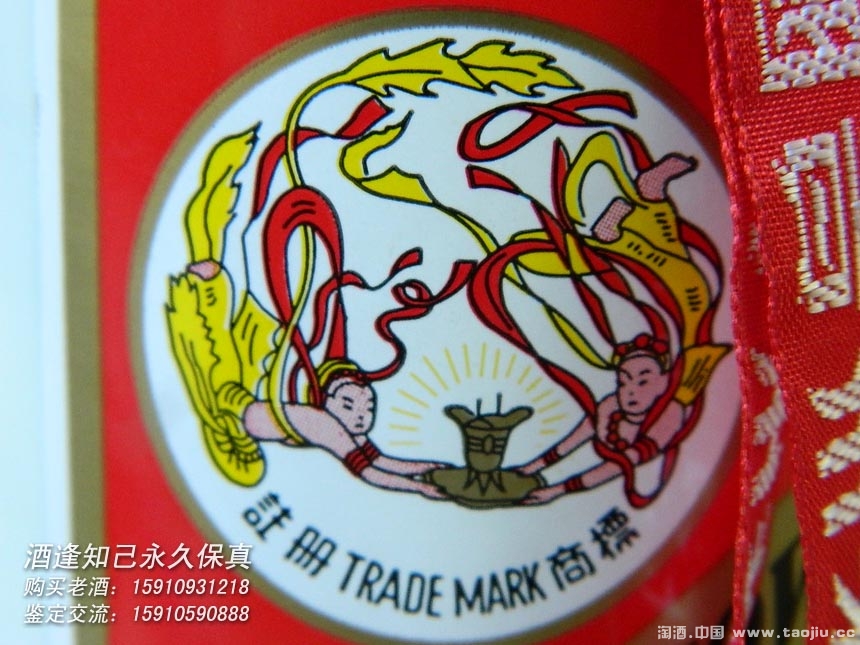 註冊 TRADE MARK 商標
酒逢知己永久保真
购买老酒：15910931218
鉴定交流：15910590888
淘酒.中国 www.taojiu.cc